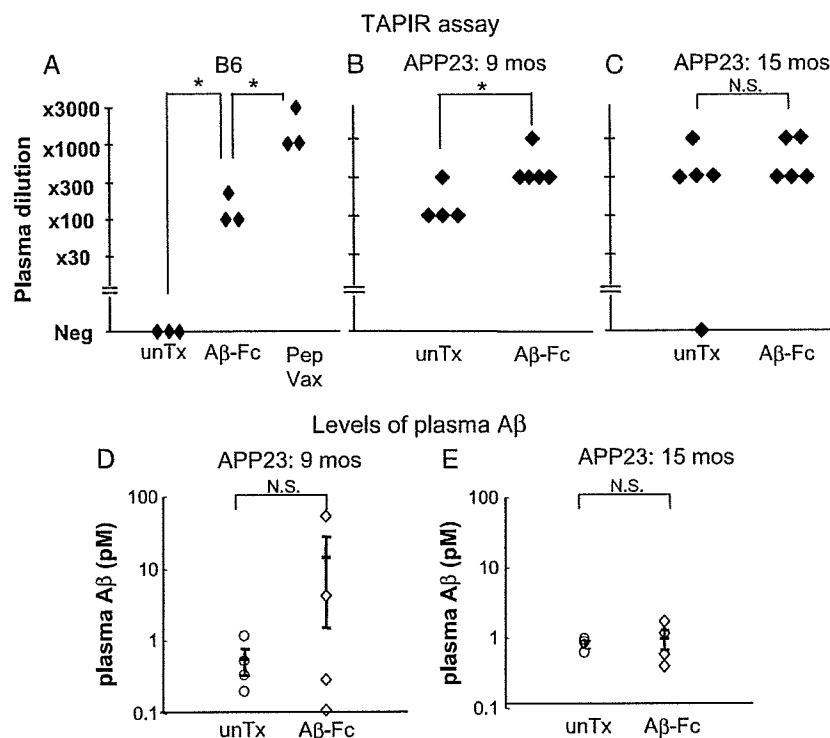 TAPIR assay
A
B6
*
*
Plasma dilution
x3000
x1000
x300
x100
x30
Neg
unTx
Aβ-Fc
Pep
Vax
B
APP23: 9 mos
*
unTx
Aβ-Fc
C
APP23: 15 mos
N.S.
unTx
Aβ-Fc
Levels of plasma Aβ
D
APP23: 9 mos
N.S.
plasma Aβ (pM)
100
10
1
0.1
unTx
Aβ-Fc
E
APP23: 15 mos
N.S.
plasma Aβ (pM)
100
10
1
0.1
unTx
Aβ-Fc